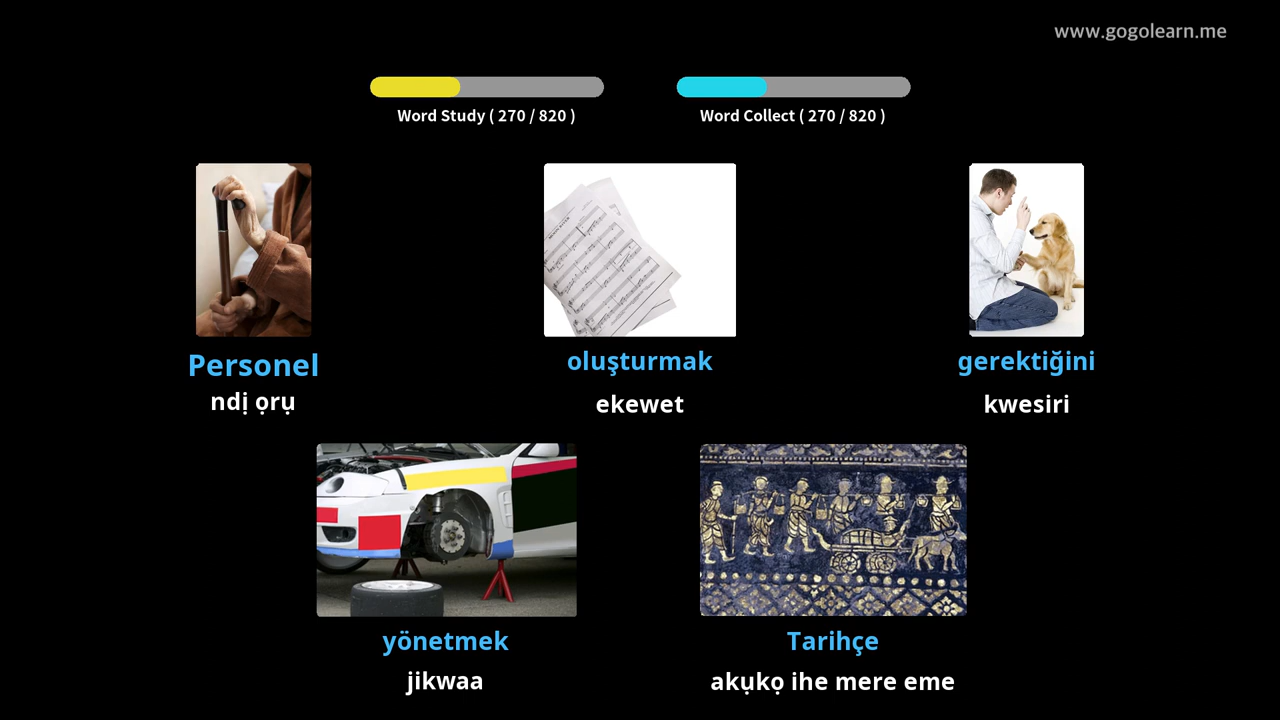 www.gogolearn.me
Word Study ( 270 / 820 )
Word Collect ( 270 / 820 )
Personel
ndị ọrụ
oluşturmak
ekewet
gerektiğini
kwesiri
yönetmek
jikwaa
Tarihçe
akụkọ ihe mere eme